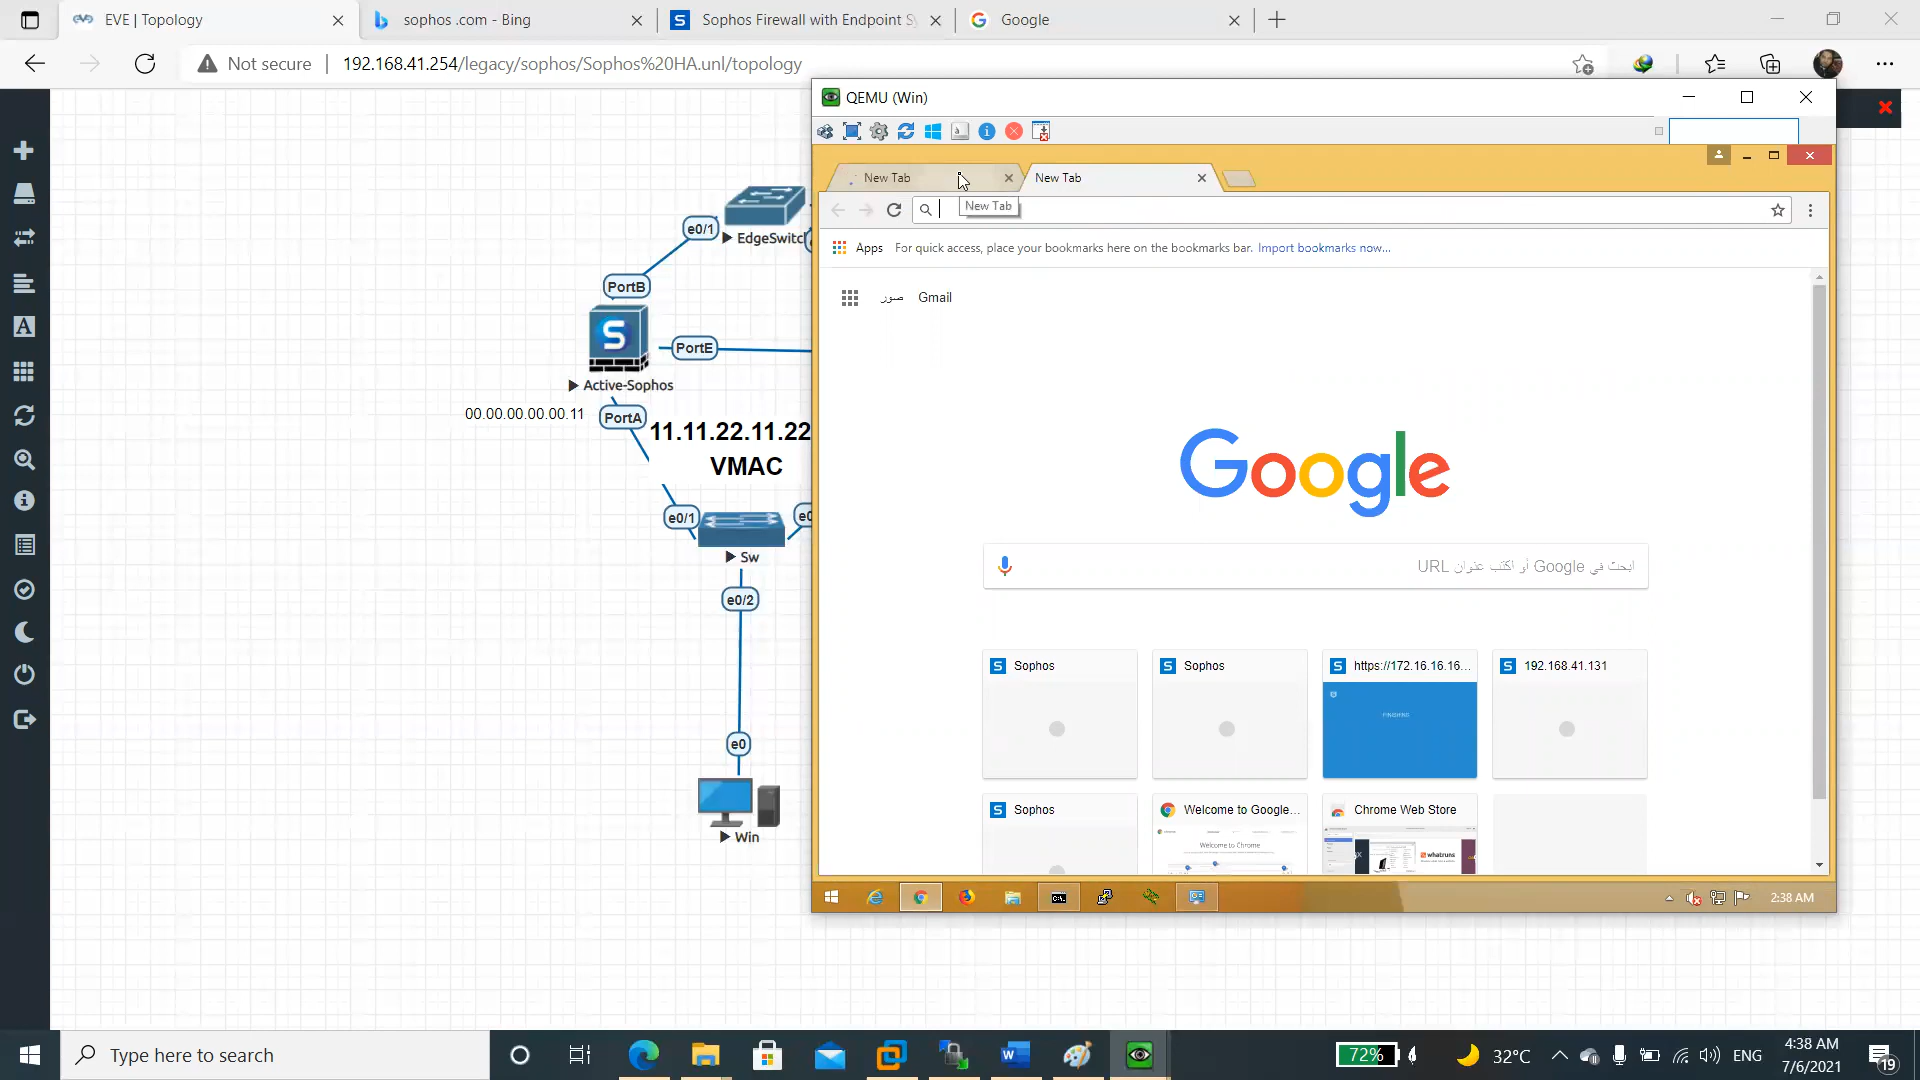 EVE | Topology
sophos .com - Bing
Sophos Firewall with Endpoint S
Google
Not secure
192.168.41.254/legacy/sophos/Sophos%20HA.unl/topology
QEMU (Win)
New Tab
New Tab
New Tab
Apps
For quick access, place your bookmarks here on the bookmarks bar.
Import bookmarks now...
صور
Gmail
Google
ابحث في Google أو اكتب عنوان URL
Sophos
Sophos
https://172.16.16.16...
192.168.41.131
Sophos
Welcome to Google...
Welcome to Chrome
Chrome Web Store
whatruns
2:38 AM
e0/1
EdgeSwitc
PortB
PortE
Active-Sophos
00.00.00.00.00.11
PortA
11.11.22.11.22
VMAC
e0/1
e0
Sw
e0/2
e0
Win
Type here to search
72%
32°C
ENG
4:38 AM
7/6/2021
19